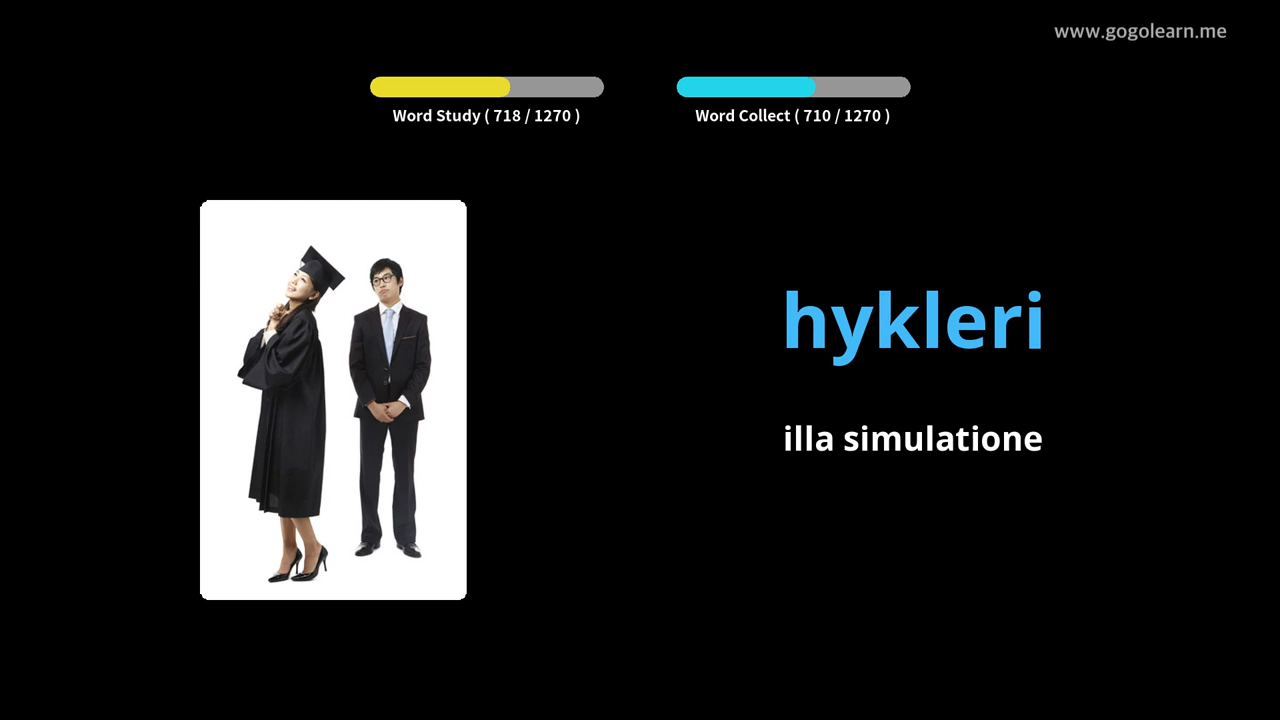 www.gogolearn.me
Word Study ( 718 / 1270 )
Word Collect ( 710 / 1270 )
hykleri
illa simulatione